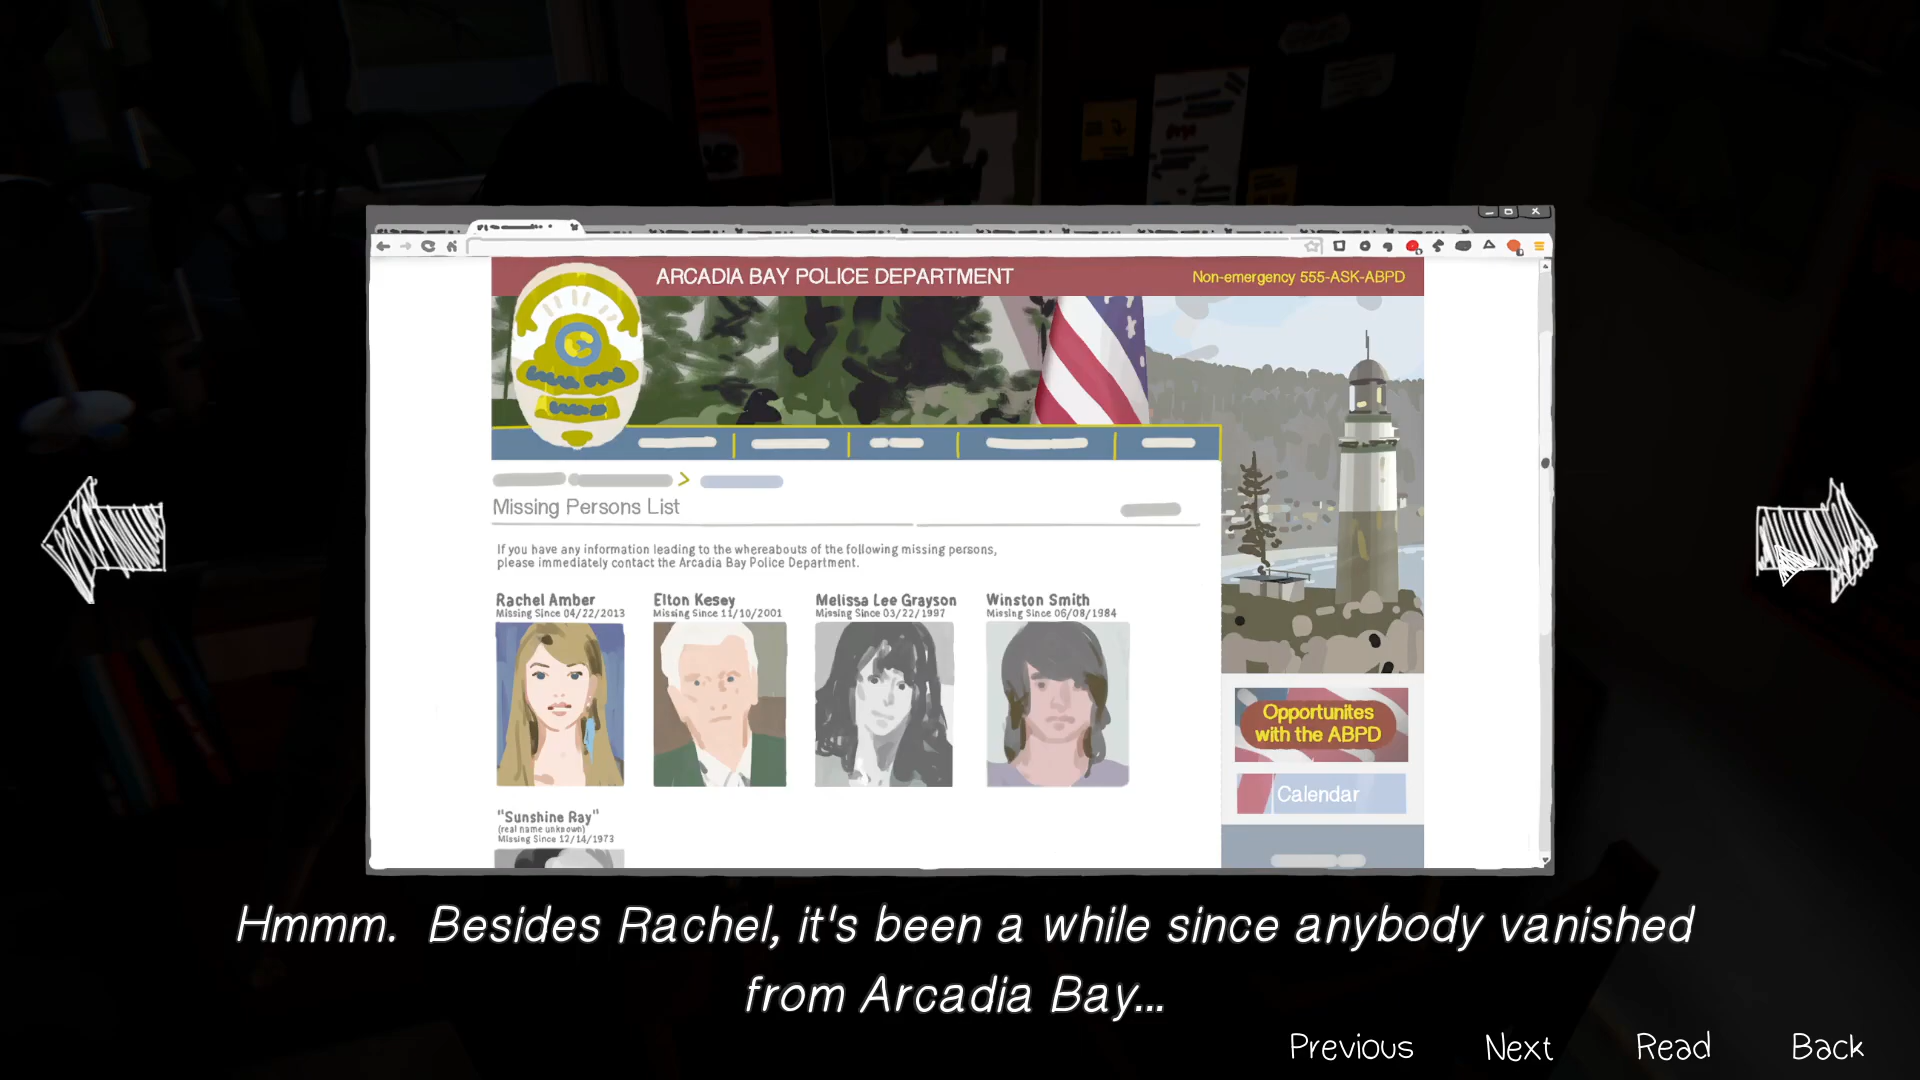 ARCADIA BAY POLICE DEPARTMENT
Non-emergency 555-ASK-ABPD
Missing Persons List
If you have any information leading to the whereabouts of the following missing persons,
please immediately contact the Arcadia Bay Police Department.
Rachel Amber
Missing Since 04/22/2013
Elton Kesey
Missing Since 11/10/2001
Melissa Lee Grayson
Missing Since 03/22/1997
Winston Smith
Missing Since 06/08/1984
"Sunshine Ray"
(real name unknown)
Missing Since 12/14/1973
Opportunites
with the ABPD
Calendar
Hmmm. Besides Rachel, it's been a while since anybody vanished
from Arcadia Bay...
Previous Next Read Back